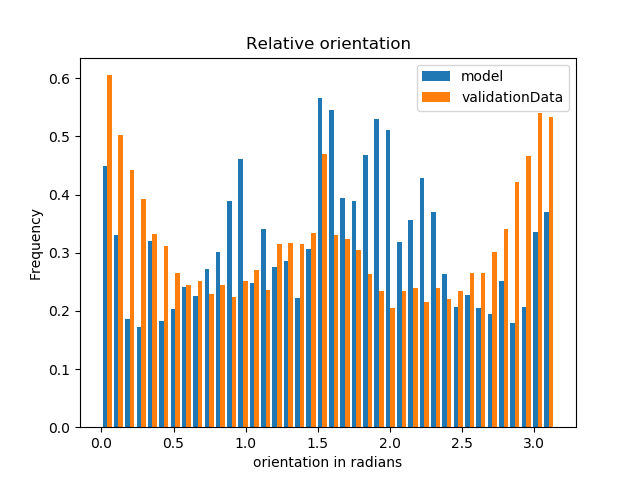 Relative orientation
model
validationData
Frequency
0.6
0.5
0.4
0.3
0.2
0.1
0.0
0.0 0.5 1.0 1.5 2.0 2.5 3.0
orientation in radians